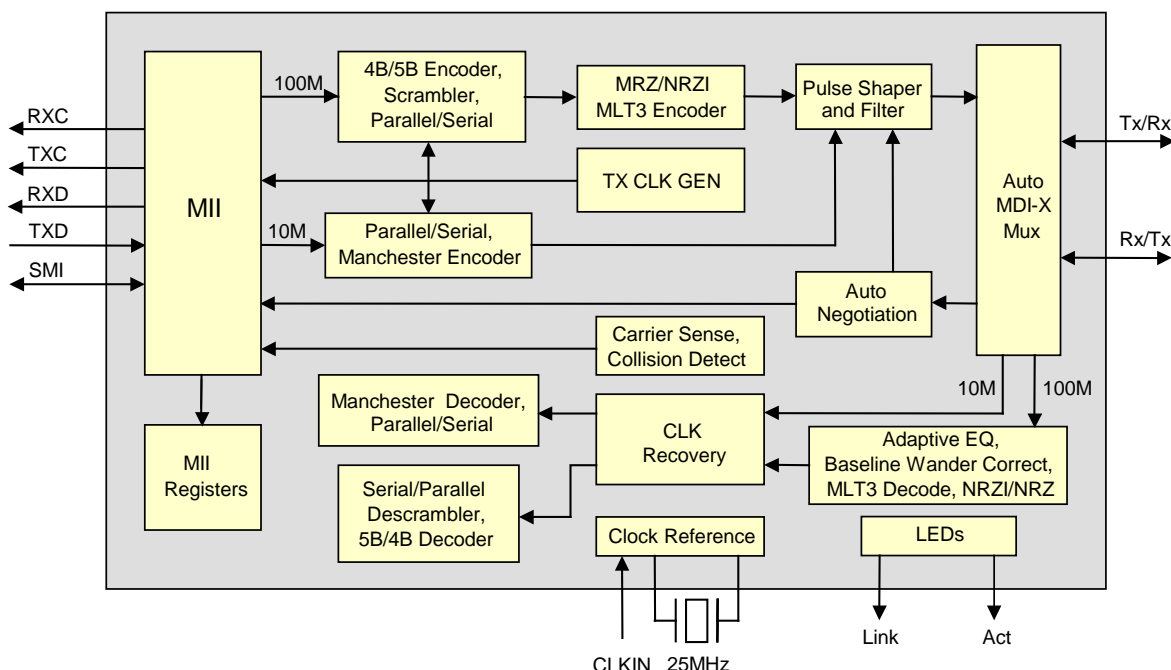 4B/5B Encoder,
Scrambler,
Parallel/Serial
MRZ/NRZI
MLT3 Encoder
Pulse Shaper
and Filter
100M
RXC
TXC
RXD
TXD
SMI
MII
TX CLK GEN
Auto
MDI-X
Mux
Tx/Rx
Rx/Tx
10M
Parallel/Serial,
Manchester Encoder
Auto
Negotiation
Carrier Sense,
Collision Detect
10M
100M
Manchester Decoder,
Parallel/Serial
CLK
Recovery
Adaptive EQ,
Baseline Wander Correct,
MLT3 Decode, NRZI/NRZ
MII
Registers
Serial/Parallel
Descrambler,
5B/4B Decoder
Clock Reference
LEDs
Link
Act
CLKIN
25MHz